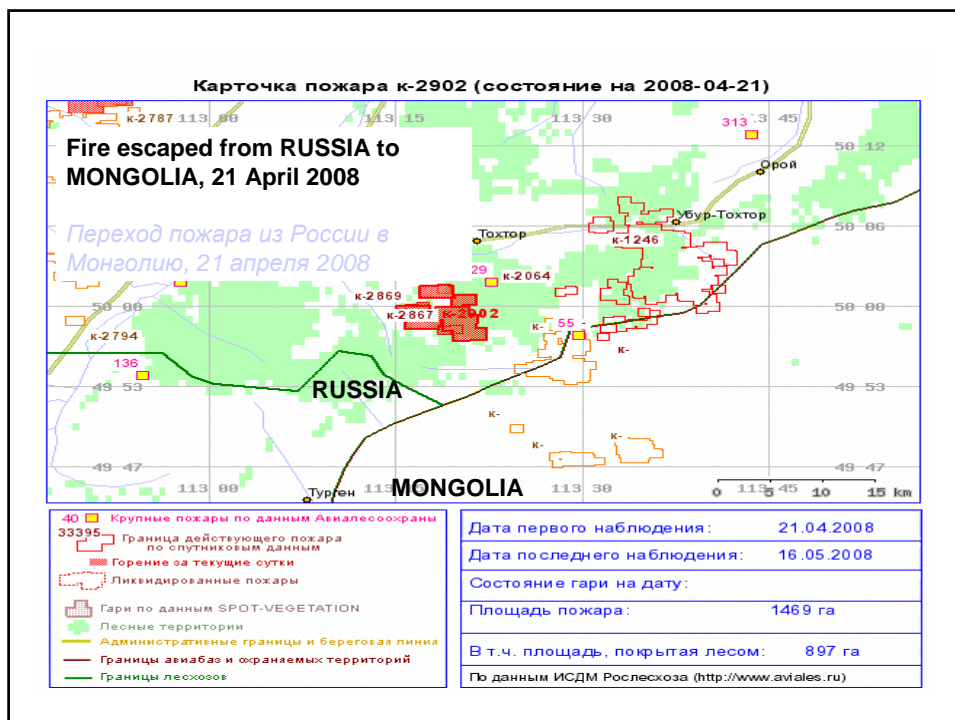 Карточка пожара к-2902 (состояние на 2008-04-21)
к-2787
113 00
113 15
113 30
313
3 45
50 12
Fire escaped from RUSSIA to
MONGOLIA, 21 April 2008
Орой
Переход пожара из России в
Монголию, 21 апреля 2008
Убур-Тохтор
50 06
Тохтор
к-1246
29
к-2064
к-2869
50 00
50 00
к-2867
к-2902
к-
55
к-2794
к-
136
49 53
RUSSIA
49 53
к-
к-
49 47
49 47
113 00
Турген
113 15
MONGOLIA
113 30
113 45
0 5 10 15 km
40 Крупные пожары по данным Авиалесоохраны
33395
Граница действующего пожара
по спутниковым данным
Горение за текущие сутки
Ликвидированные пожары
Гари по данным SPOT-VEGETATION
Лесные территории
Административные границы и береговая линия
Границы авиабаз и охраняемых территорий
Границы лесхозов
Дата первого наблюдения: 21.04.2008
Дата последнего наблюдения: 16.05.2008
Состояние гари на дату:
Площадь пожара: 1469 га
В т.ч. площадь, покрытая лесом: 897 га
По данным ИСДМ Рослесхоза (http://www.aviales.ru)